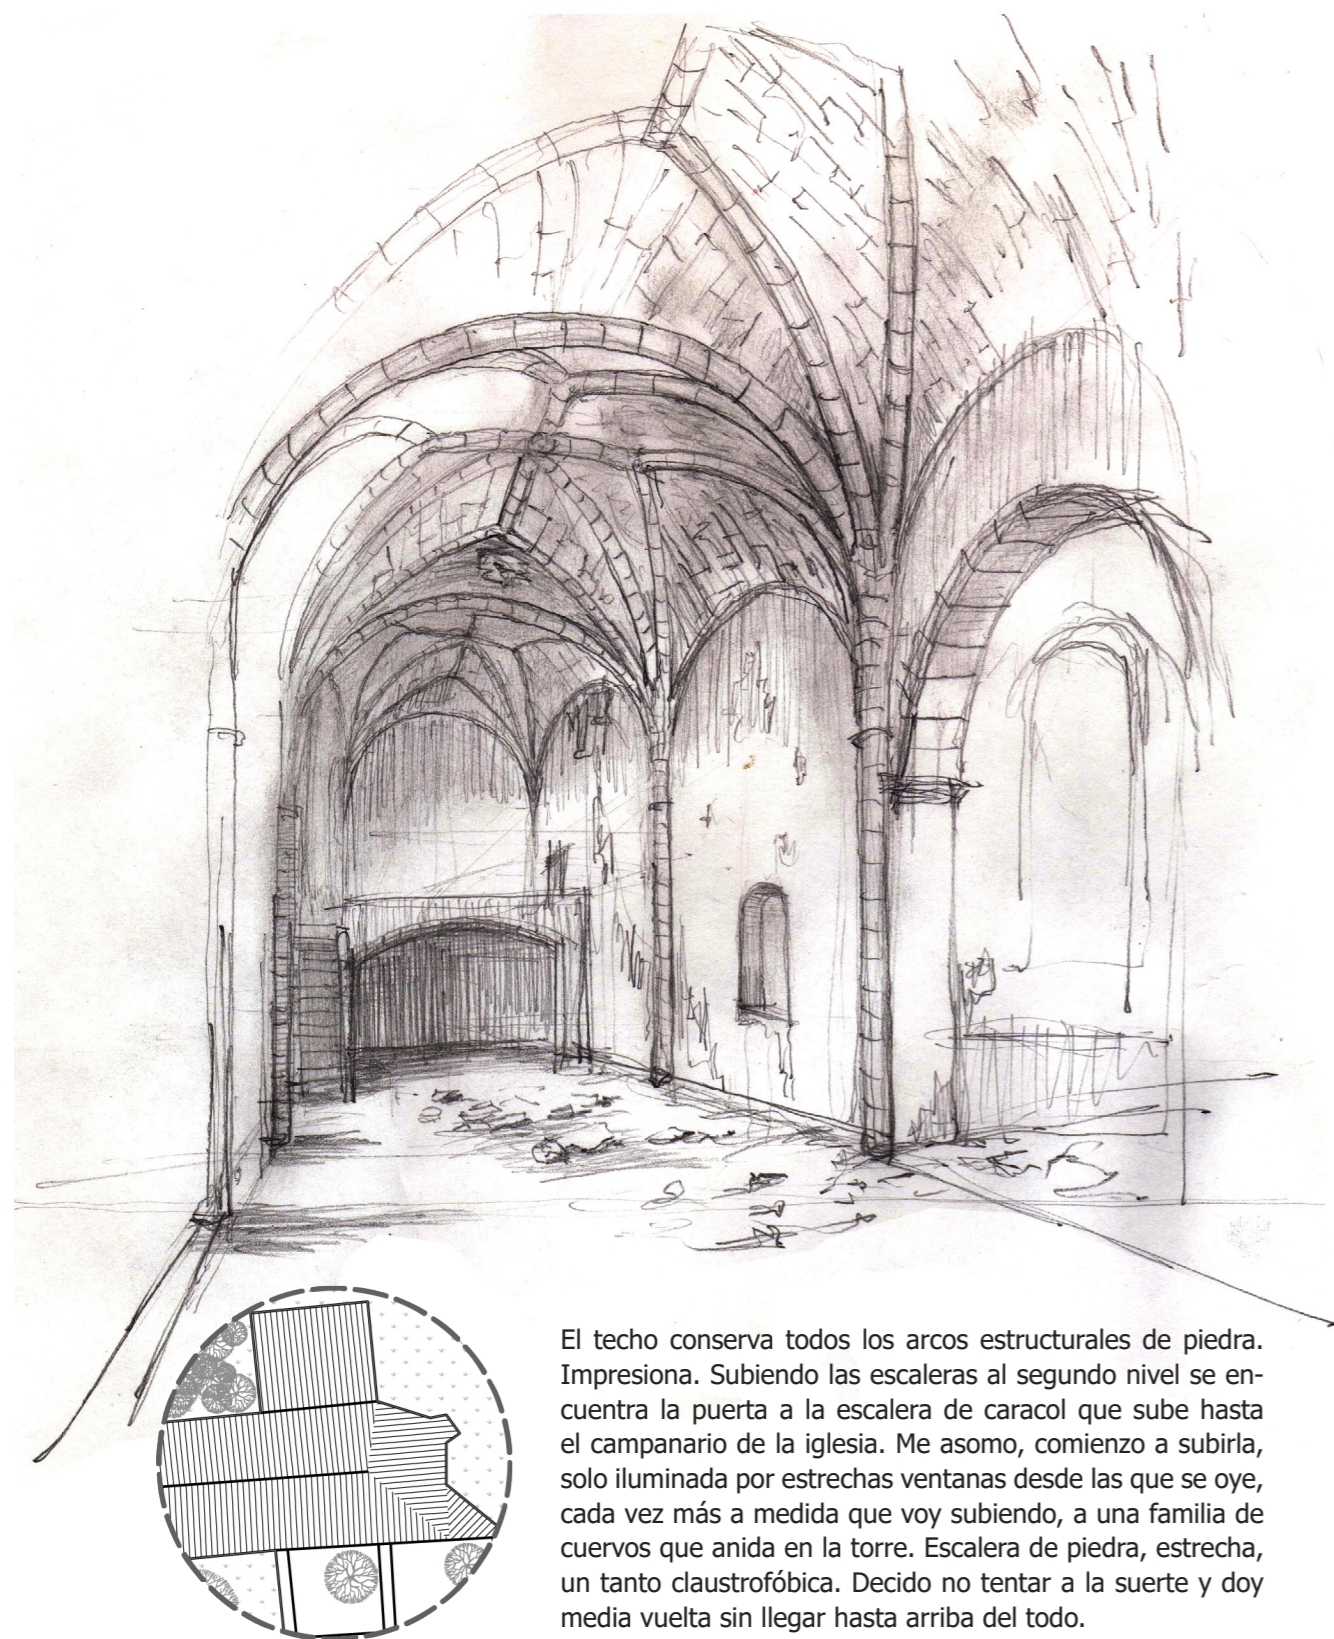 El techo conserva todos los arcos estructurales de piedra.
Impresiona. Subiendo las escaleras al segundo nivel se en-
cuentra la puerta a la escalera de caracol que sube hasta
el campanario de la iglesia. Me asomo, comienzo a subirla,
solo iluminada por estrechas ventanas desde las que se oye,
cada vez más a medida que voy subiendo, a una familia de
cuervos que anida en la torre. Escalera de piedra, estrecha,
un tanto claustrofóbica. Decido no tentar a la suerte y doy
media vuelta sin llegar hasta arriba del todo.